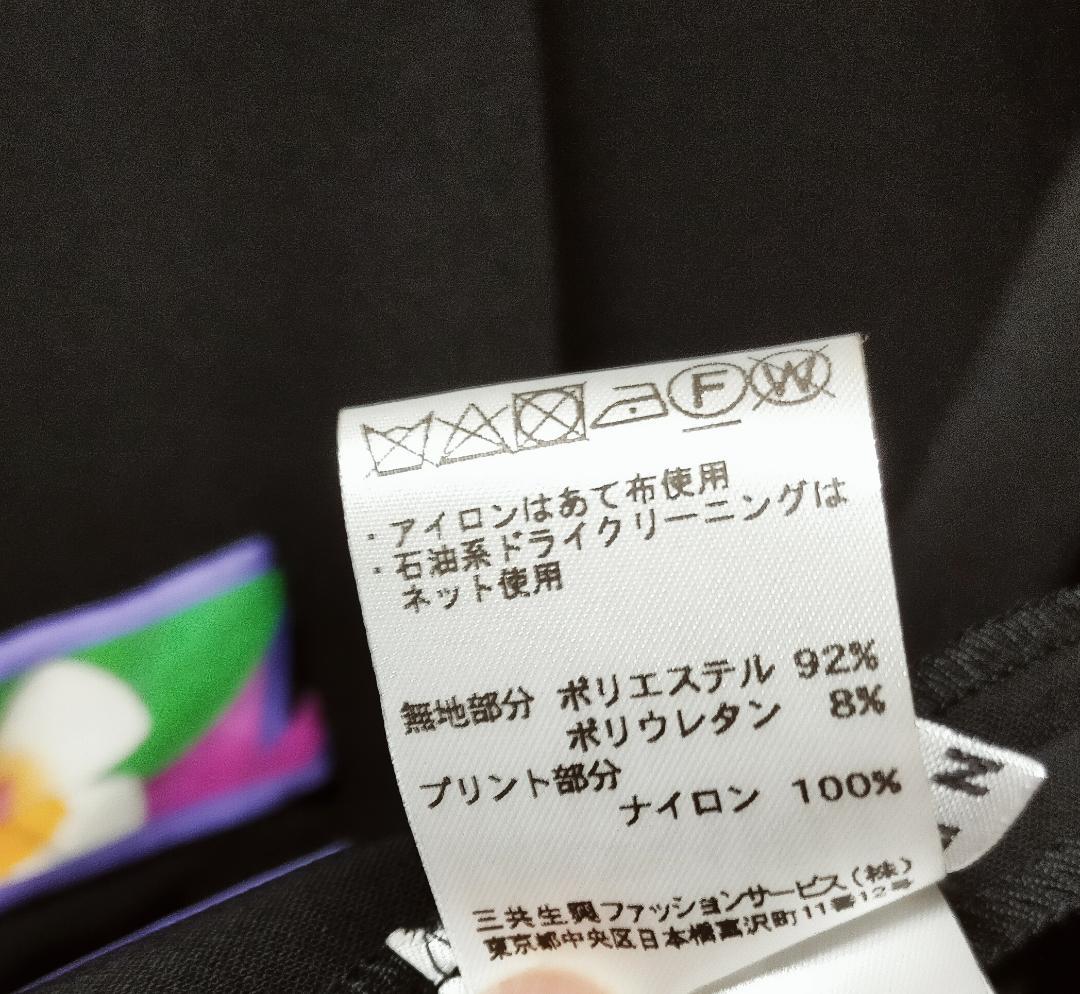 F W
・アイロンはあて布使用
・石油系ドライクリーニングは
ネット使用
無地部分 ポリエステル 92%
ポリウレタン 8%
プリント部分
ナイロン 100%
三共生興ファッションサービス(株)
東京都中央区日本橋富沢町11番12号
N